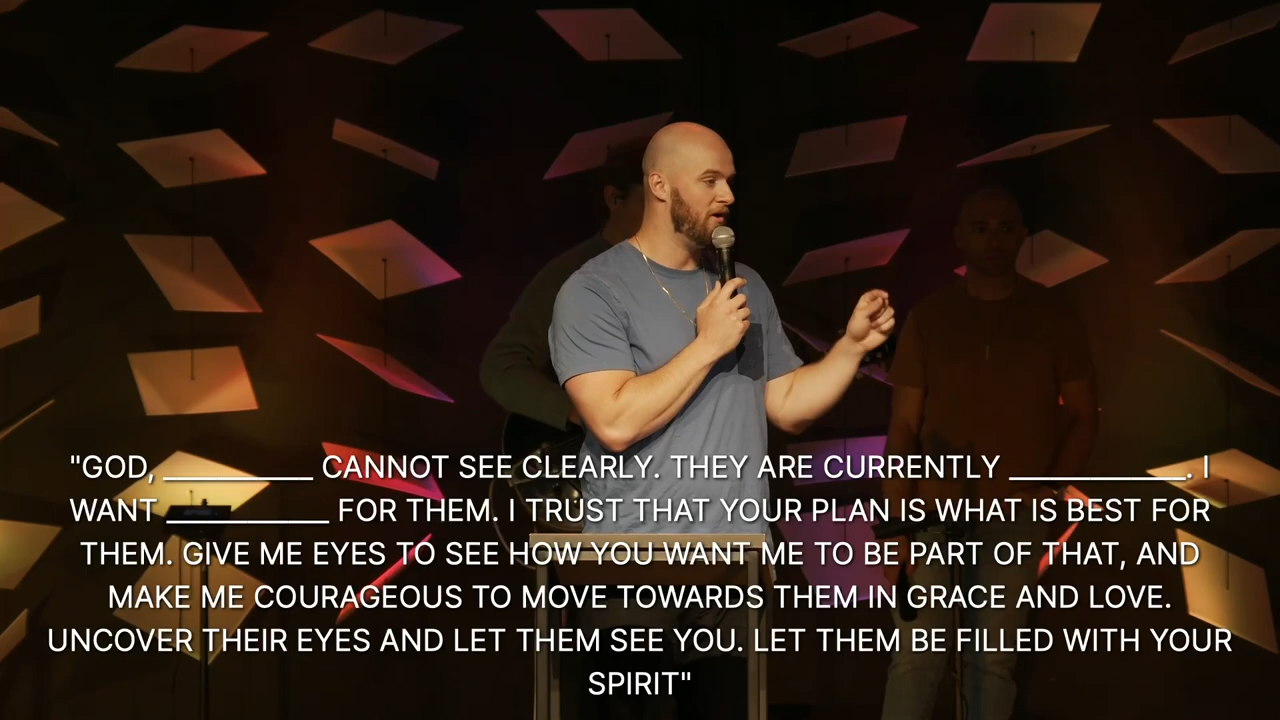 "GOD, __________ CANNOT SEE CLEARLY. THEY ARE CURRENTLY ____________. I
WANT ___________ FOR THEM. I TRUST THAT YOUR PLAN IS WHAT IS BEST FOR
THEM. GIVE ME EYES TO SEE HOW YOU WANT ME TO BE PART OF THAT, AND
MAKE ME COURAGEOUS TO MOVE TOWARDS THEM IN GRACE AND LOVE.
UNCOVER THEIR EYES AND LET THEM SEE YOU. LET THEM BE FILLED WITH YOUR
SPIRIT"